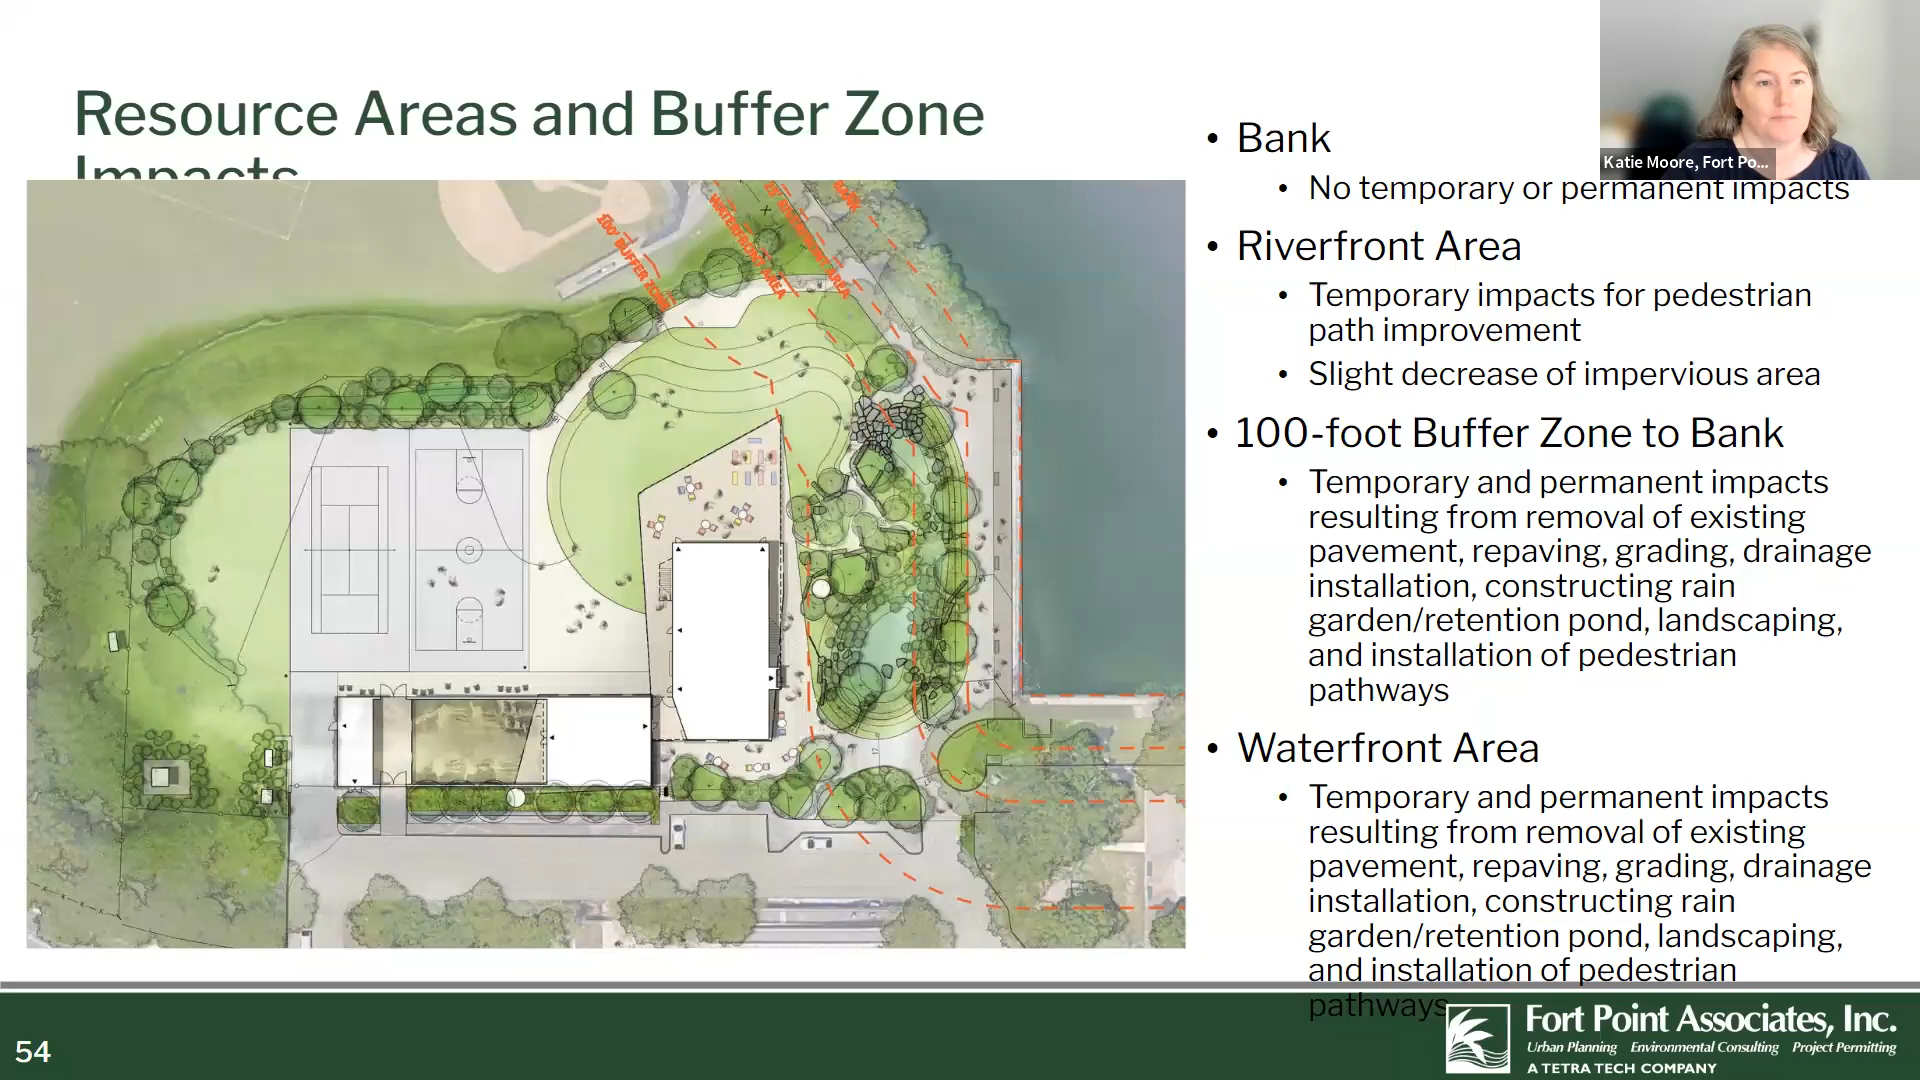 Resource Areas and Buffer Zone
Impacts
100' BUFFER ZONE
WATERFRONT AREA
25' RIVERFRONT AREA
BANK
• Bank
• No temporary or permanent impacts
• Riverfront Area
• Temporary impacts for pedestrian
path improvement
• Slight decrease of impervious area
• 100-foot Buffer Zone to Bank
• Temporary and permanent impacts
resulting from removal of existing
pavement, repaving, grading, drainage
installation, constructing rain
garden/retention pond, landscaping,
and installation of pedestrian
pathways
• Waterfront Area
• Temporary and permanent impacts
resulting from removal of existing
pavement, repaving, grading, drainage
installation, constructing rain
garden/retention pond, landscaping,
and installation of pedestrian
pathways
Katie Moore, Fort Po...
54
Fort Point Associates, Inc.
Urban Planning Environmental Consulting Project Permitting
A TETRA TECH COMPANY